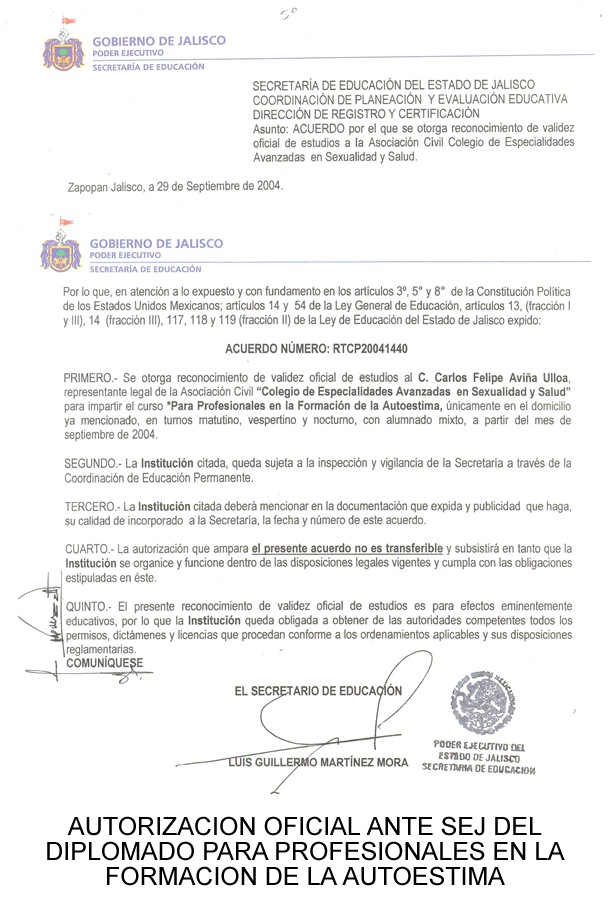 5º
GOBIERNO DE JALISCO
PODER EJECUTIVO
SECRETARÍA DE EDUCACIÓN
SECRETARÍA DE EDUCACIÓN DEL ESTADO DE JALISCO
COORDINACIÓN DE PLANEACIÓN Y EVALUACIÓN EDUCATIVA
DIRECCIÓN DE REGISTRO Y CERTIFICACIÓN
Asunto: ACUERDO por el que se otorga reconocimiento de validez
oficial de estudios a la Asociación Civil Colegio de Especialidades
Avanzadas en Sexualidad y Salud.
Zapopan Jalisco, a 29 de Septiembre de 2004.
GOBIERNO DE JALISCO
PODER EJECUTIVO
SECRETARÍA DE EDUCACIÓN
Por lo que, en atención a lo expuesto y con fundamento en los artículos 3º, 5° y 8° de la Constitución Política
de los Estados Unidos Mexicanos; artículos 14 y 54 de la Ley General de Educación, artículos 13, (fracción I
y III), 14 (fracción III), 117, 118 y 119 (fracción II) de la Ley de Educación del Estado de Jalisco expido:
ACUERDO NÚMERO: RTCP20041440
PRIMERO.- Se otorga reconocimiento de validez oficial de estudios al C. Carlos Felipe Aviña Ulloa,
representante legal de la Asociación Civil “Colegio de Especialidades Avanzadas en Sexualidad y Salud”
para impartir el curso *Para Profesionales en la Formación de la Autoestima, únicamente en el domicilio
ya mencionado, en turnos matutino, vespertino y nocturno, con alumnado mixto, a partir del mes de
septiembre de 2004.
SEGUNDO.- La Institución citada, queda sujeta a la inspección y vigilancia de la Secretaría a través de la
Coordinación de Educación Permanente.
TERCERO.- La Institución citada deberá mencionar en la documentación que expida y publicidad que haga,
su calidad de incorporado a la Secretaría, la fecha y número de este acuerdo.
CUARTO.- La autorización que ampara el presente acuerdo no es transferible y subsistirá en tanto que la
Institución se organice y funcione dentro de las disposiciones legales vigentes y cumpla con las obligaciones
estipuladas en éste.
QUINTO.- El presente reconocimiento de validez oficial de estudios es para efectos eminentemente
educativos, por lo que la Institución queda obligada a obtener de las autoridades competentes todos los
permisos, dictámenes y licencias que procedan conforme a los ordenamientos aplicables y sus disposiciones
reglamentarias.
COMUNÍQUESE
EL SECRETARIO DE EDUCACIÓN
LUIS GUILLERMO MARTÍNEZ MORA
PODER EJECUTIVO DEL
ESTADO DE JALISCO
SECRETARIA DE EDUCACIÓN
AUTORIZACION OFICIAL ANTE SEJ DEL
DIPLOMADO PARA PROFESIONALES EN LA
FORMACION DE LA AUTOESTIMA